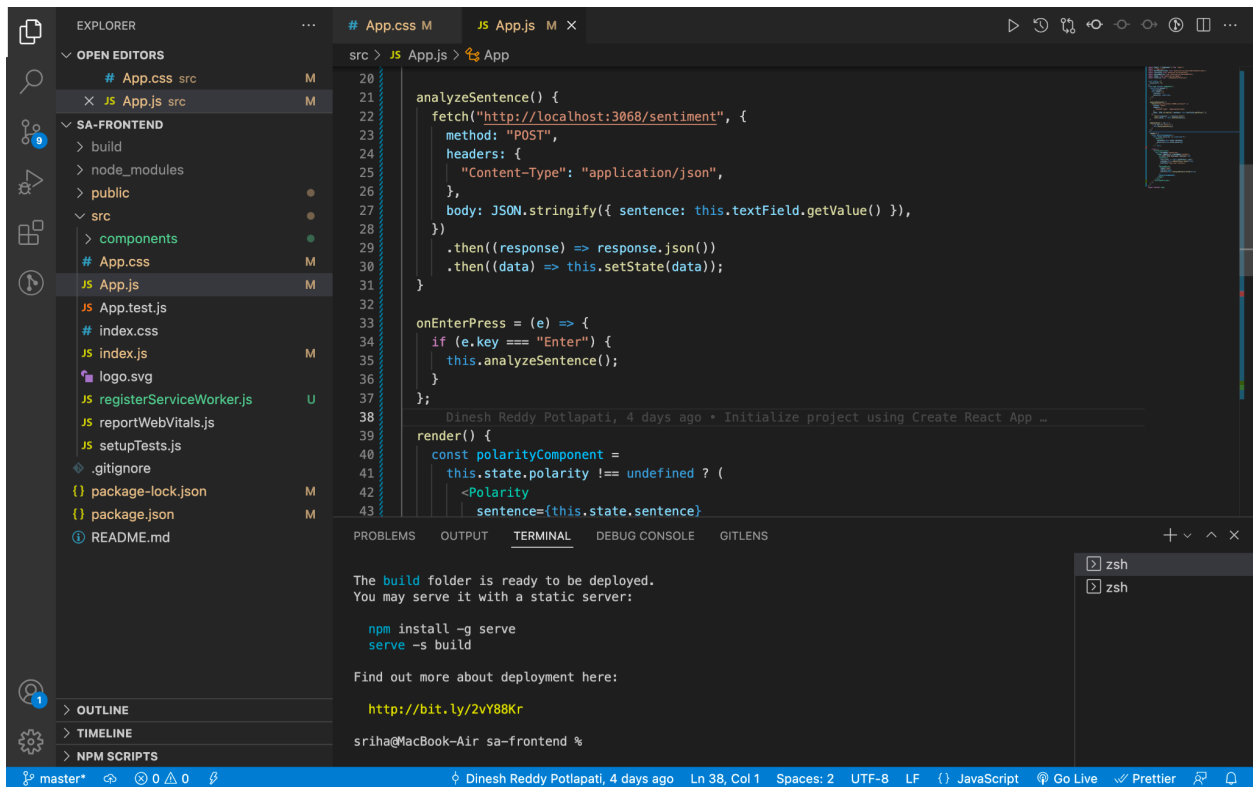 EXPLORER
OPEN EDITORS
# App.css src M
JS App.js src M
SA-FRONTEND
build
node_modules
public
src
components
# App.css M
JS App.js M
JS App.test.js
# index.css
JS index.js M
logo.svg
JS registerServiceWorker.js U
JS reportWebVitals.js
JS setupTests.js
.gitignore
{} package-lock.json M
{} package.json M
README.md
OUTLINE
TIMELINE
NPM SCRIPTS
9
1
# App.css M JS App.js M
src > JS App.js > App
20
21 analyzeSentence() {
22 fetch("http://localhost:3068/sentiment", {
23 method: "POST",
24 headers: {
25 "Content-Type": "application/json",
26 },
27 body: JSON.stringify({ sentence: this.textField.getValue() }),
28 })
29 .then((response) => response.json())
30 .then((data) => this.setState(data));
31 }
32
33 onEnterPress = (e) => {
34 if (e.key === "Enter") {
35 this.analyzeSentence();
36 }
37 };
38 Dinesh Reddy Potlapati, 4 days ago • Initialize project using Create React App …
39 render() {
40 const polarityComponent =
41 this.state.polarity !== undefined ? (
42 <Polarity
43 sentence={this.state.sentence}
PROBLEMS OUTPUT TERMINAL DEBUG CONSOLE GITLENS
zsh
zsh
The build folder is ready to be deployed.
You may serve it with a static server:
npm install -g serve
serve -s build
Find out more about deployment here:
http://bit.ly/2vY88Kr
sriha@MacBook-Air sa-frontend %
master* 0 0 Dinesh Reddy Potlapati, 4 days ago Ln 38, Col 1 Spaces: 2 UTF-8 LF {} JavaScript Go Live Prettier